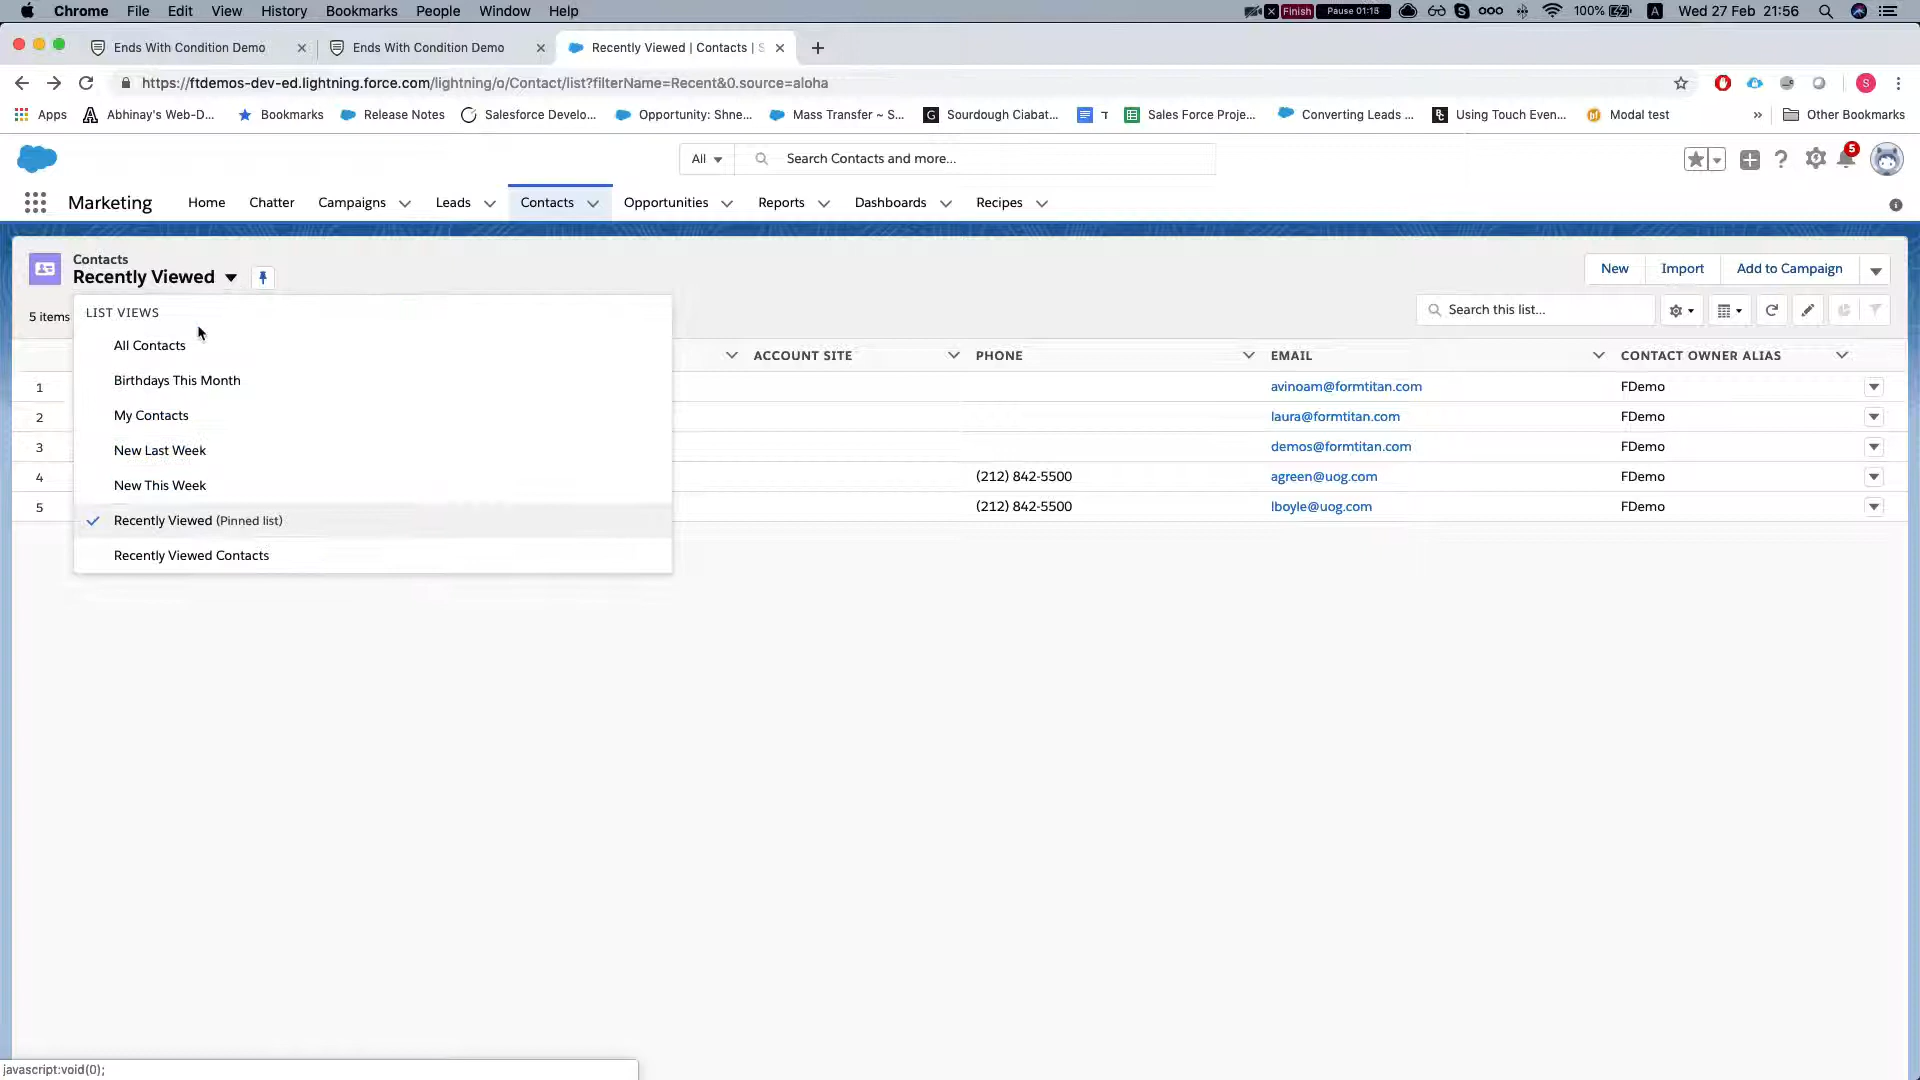 Chrome File Edit View History Bookmarks People Window Help Finish Pause 01:15 100% A Wed 27 Feb 21:56
Ends With Condition Demo Ends With Condition Demo Recently Viewed | Contacts | S
https://ftdemos-dev-ed.lightning.force.com/lightning/o/Contact/list?filterName=Recent&0.source=aloha S
Apps Abhinay's Web-D... Bookmarks Release Notes Salesforce Develo... Opportunity: Shne... Mass Transfer ~ S... G Sourdough Ciabat... T Sales Force Proje... Converting Leads ... Using Touch Even... Modal test » Other Bookmarks
All Search Contacts and more... 5
Marketing Home Chatter Campaigns Leads Contacts Opportunities Reports Dashboards Recipes
Contacts
Recently Viewed
New Import Add to Campaign
5 items
Search this list...
LIST VIEWS
All Contacts
Birthdays This Month
My Contacts
New Last Week
New This Week
Recently Viewed (Pinned list)
Recently Viewed Contacts
ACCOUNT SITE PHONE EMAIL CONTACT OWNER ALIAS
1 avinoam@formtitan.com FDemo
2 laura@formtitan.com FDemo
3 demos@formtitan.com FDemo
4 (212) 842-5500 agreen@uog.com FDemo
5 (212) 842-5500 lboyle@uog.com FDemo
javascript:void(0);